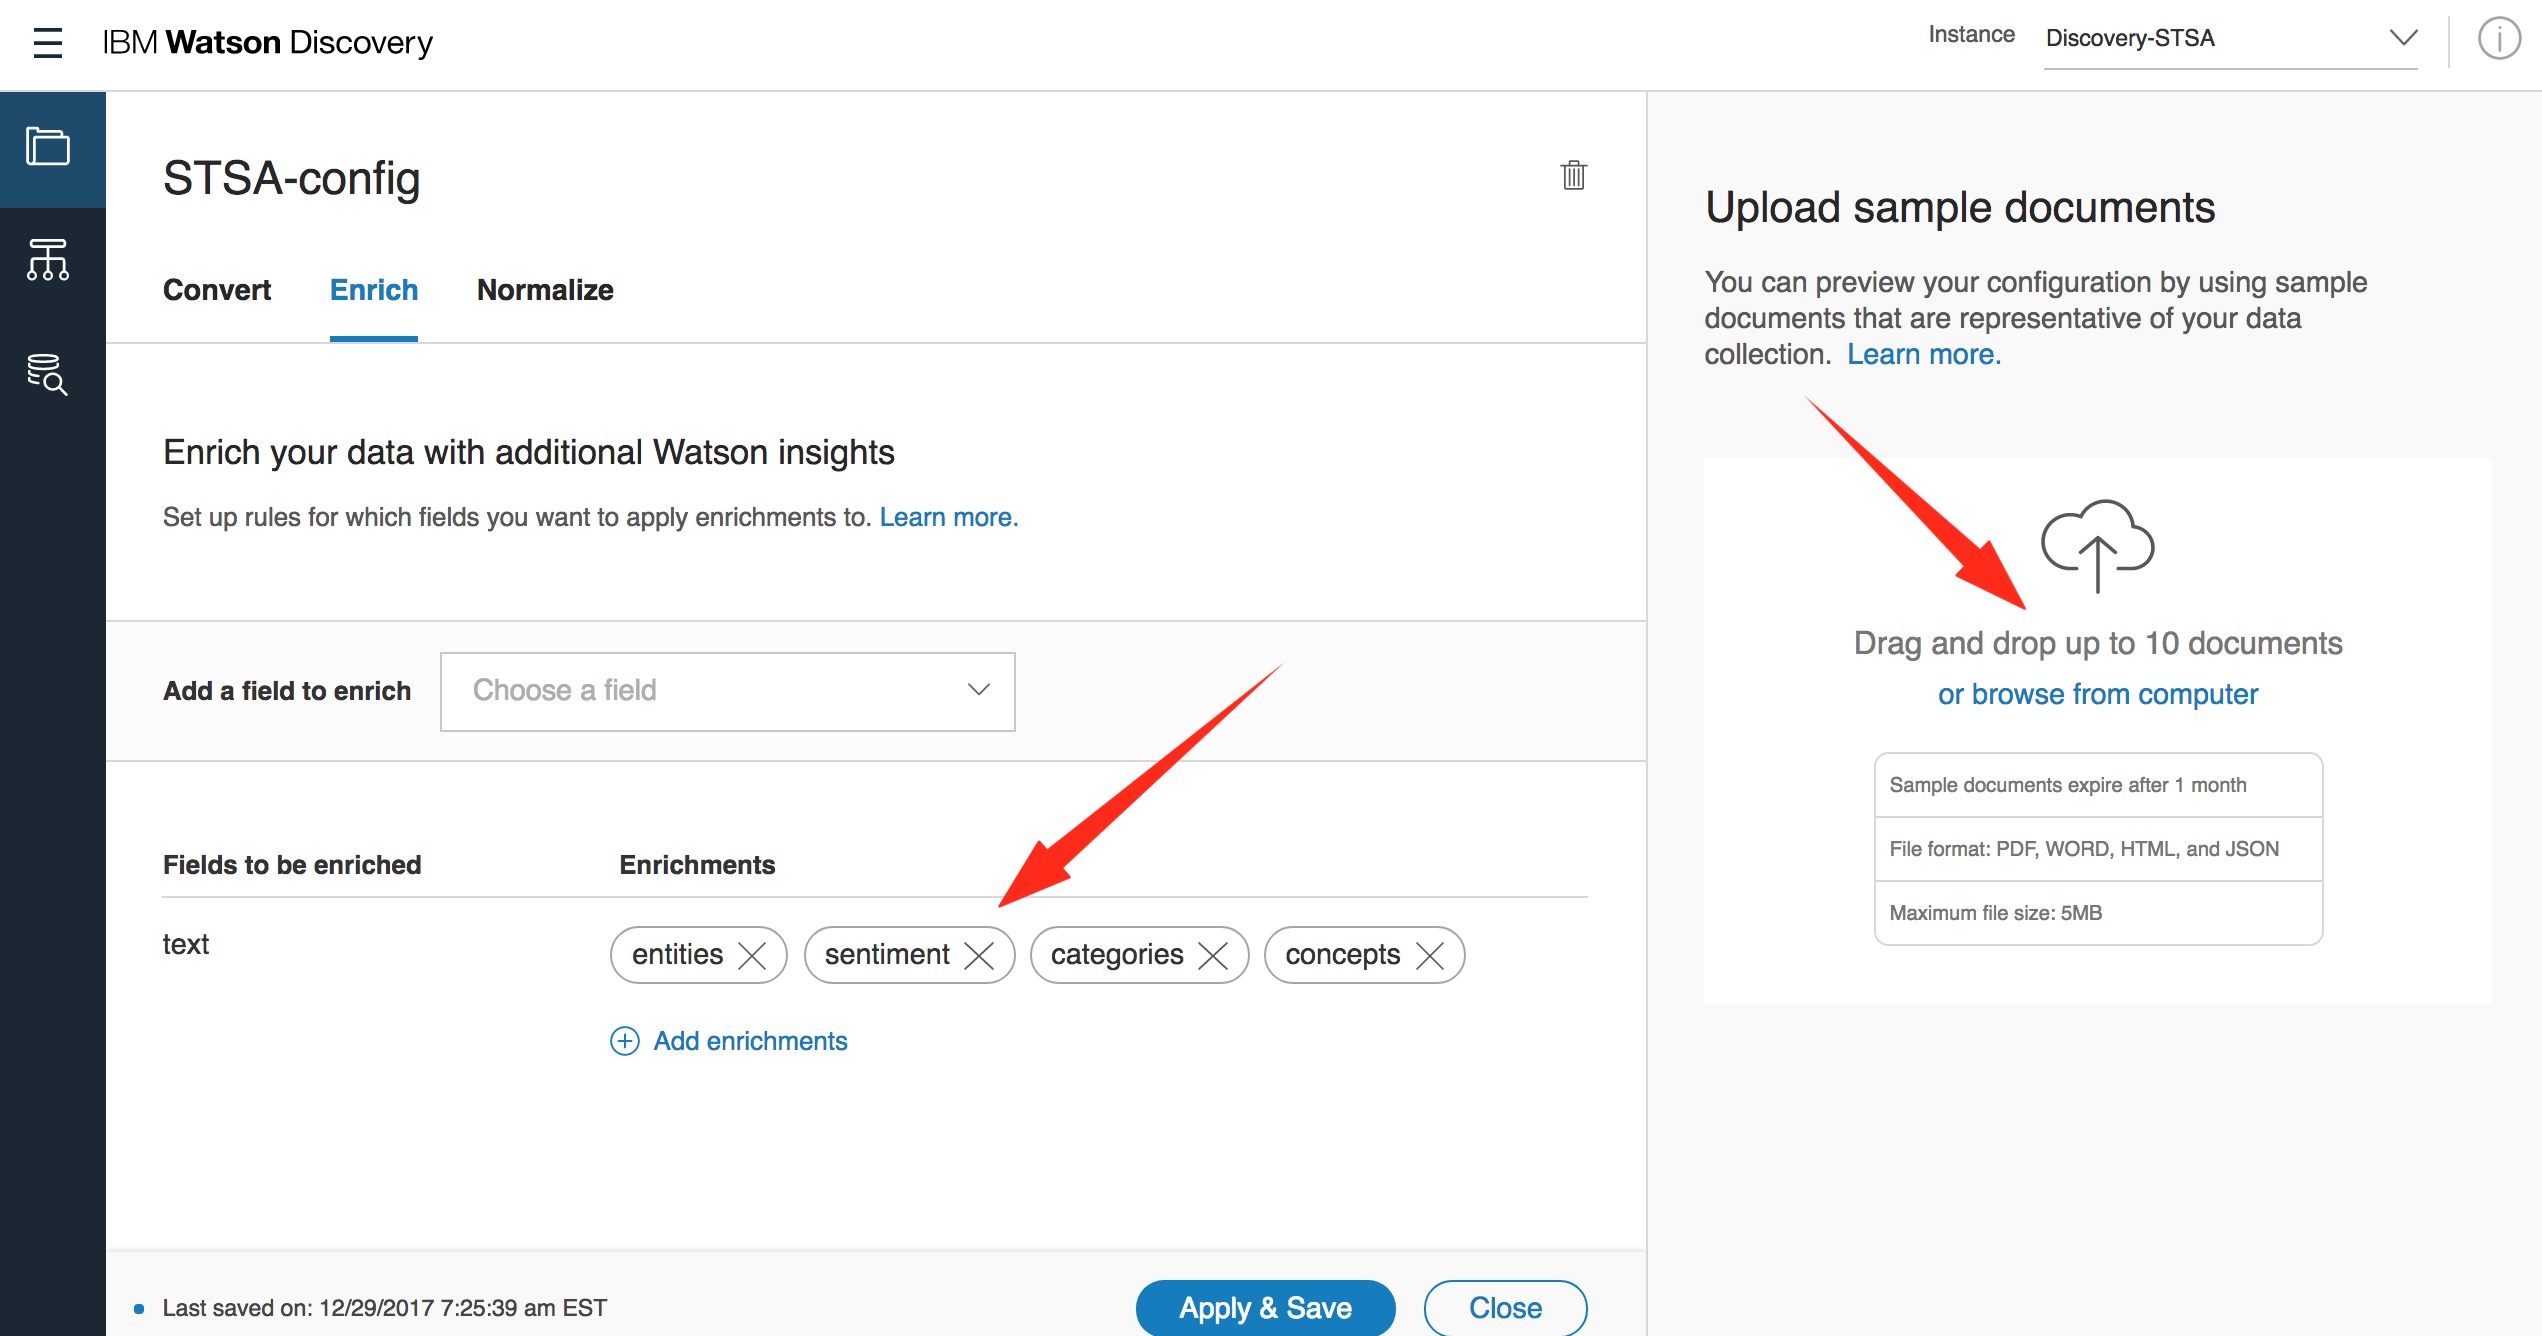 IBM Watson Discovery
Instance
Discovery-STSA
STSA-config
Convert
Enrich
Normalize
Enrich your data with additional Watson insights
Set up rules for which fields you want to apply enrichments to. Learn more.
Add a field to enrich
Choose a field
Fields to be enriched
Enrichments
text
entities
sentiment
categories
concepts
Add enrichments
Last saved on: 12/29/2017 7:25:39 am EST
Apply & Save
Close
Upload sample documents
You can preview your configuration by using sample
documents that are representative of your data
collection. Learn more.
Drag and drop up to 10 documents
or browse from computer
Sample documents expire after 1 month
File format: PDF, WORD, HTML, and JSON
Maximum file size: 5MB